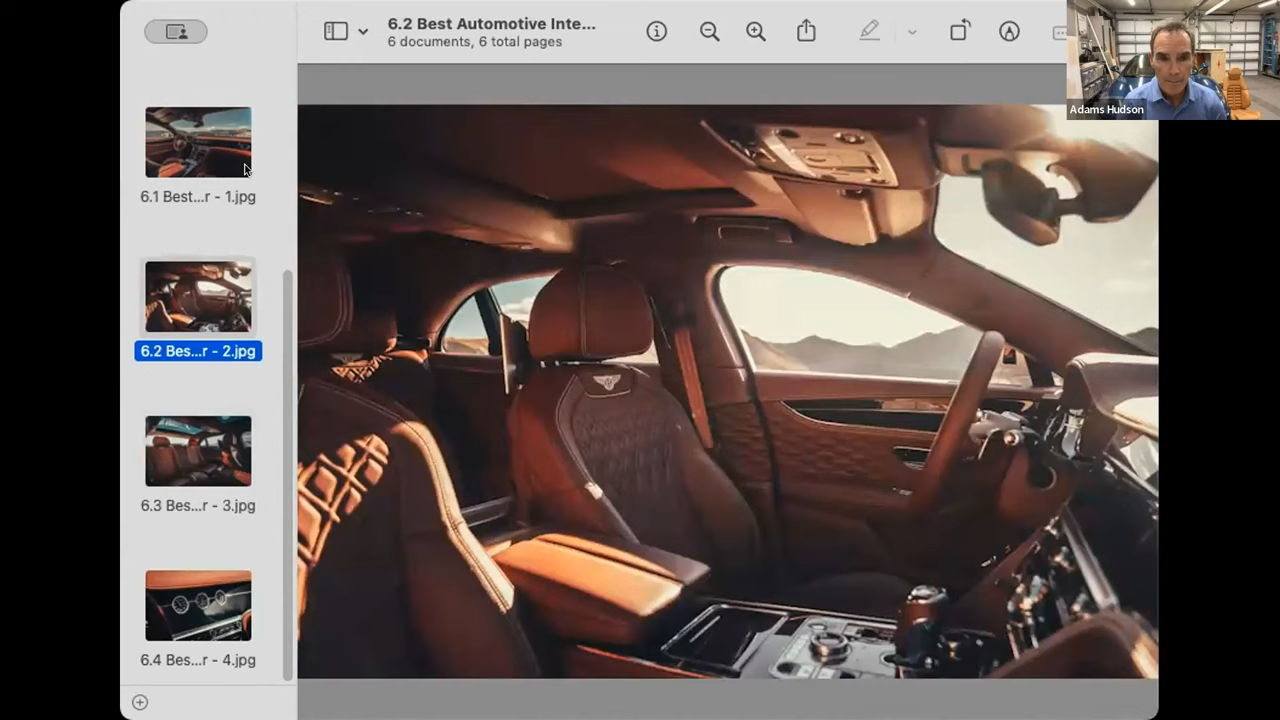 6.2 Best Automotive Inte...
6 documents, 6 total pages
Adams Hudson
6.1 Best...r - 1.jpg
6.2 Bes...r - 2.jpg
6.3 Bes...r - 3.jpg
6.4 Bes...r - 4.jpg